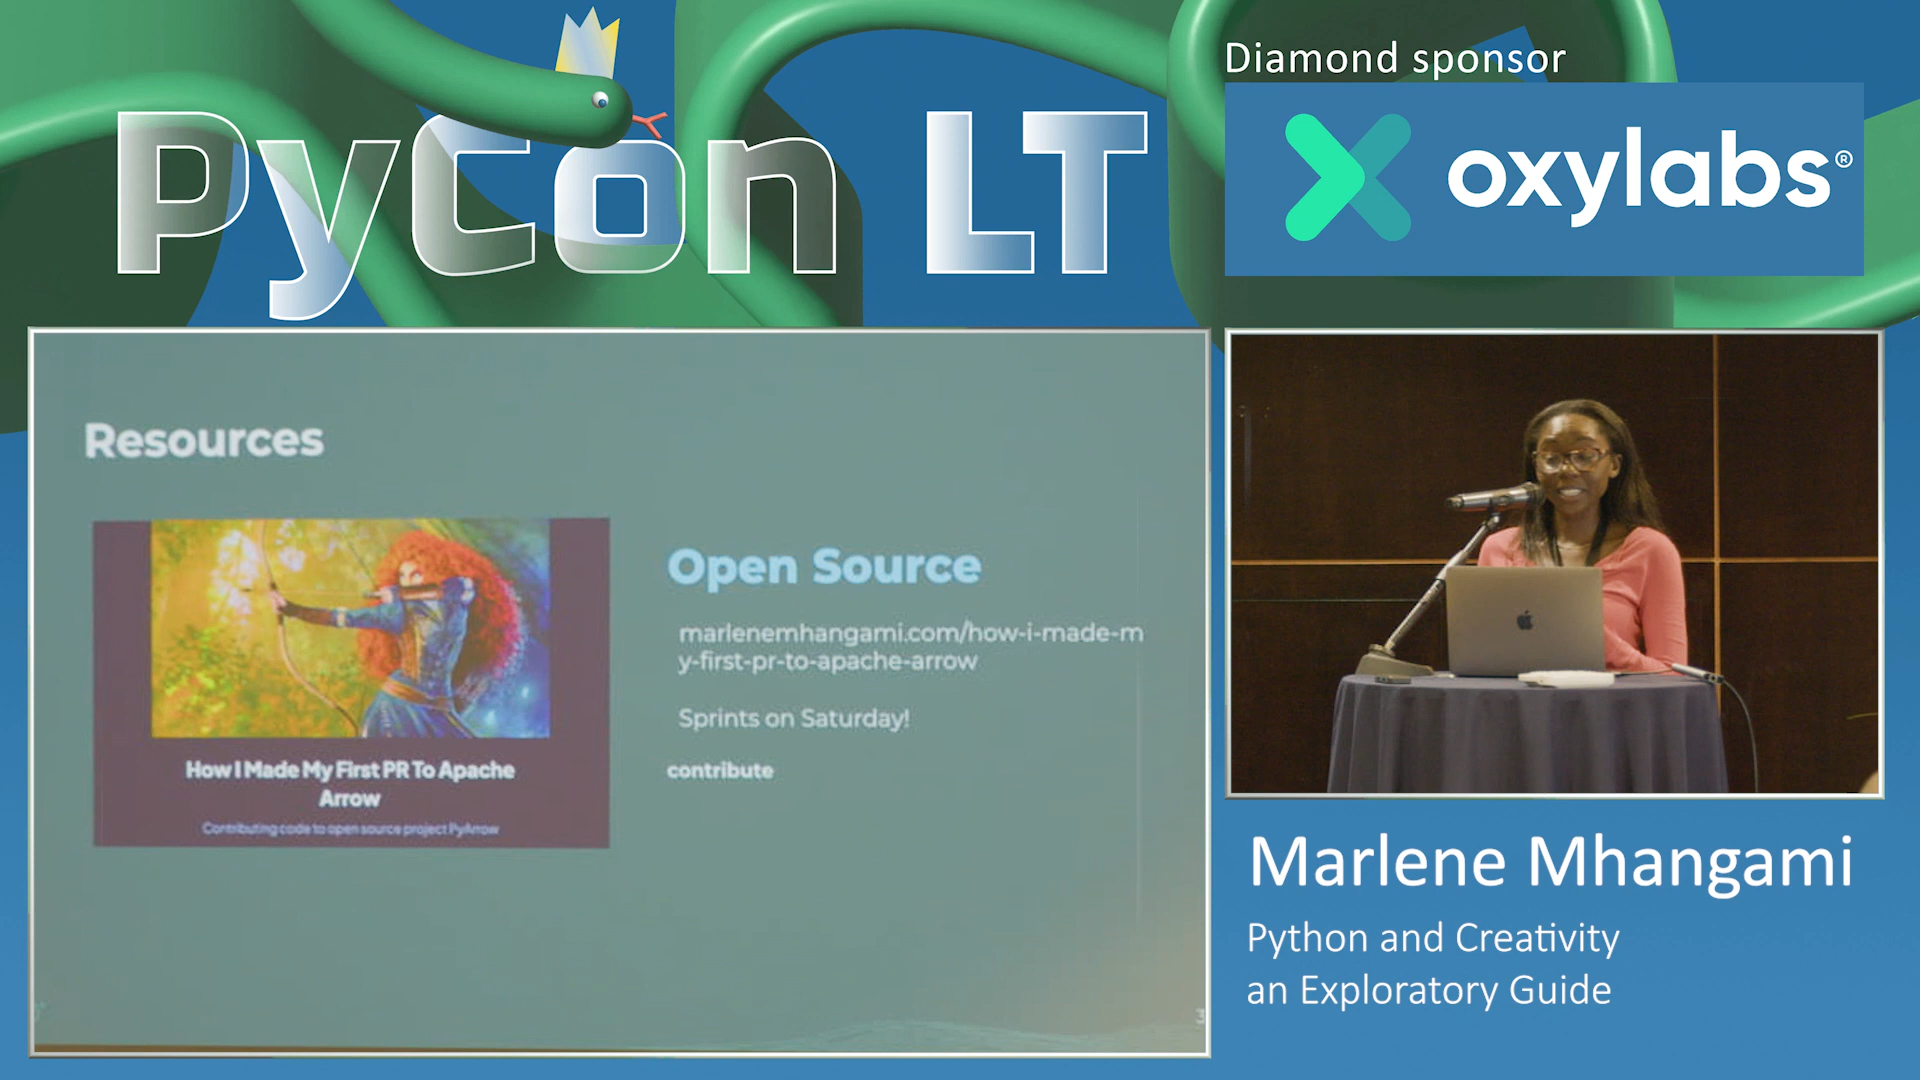 PyCon LT
Diamond sponsor
oxylabs®
Resources
How I Made My First PR To Apache
Arrow
Contributing code to open source project PyArrow
Open Source
marlenemhangami.com/how-i-made-m
y-first-pr-to-apache-arrow
Sprints on Saturday!
contribute
3
Marlene Mhangami
Python and Creativity
an Exploratory Guide